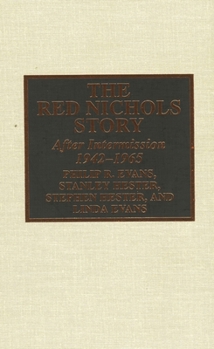 THE
RED NICHOLS
STORY
After Intermission
1942–1965
PHILIP R. EVANS,
STANLEY HESTER,
STEPHEN HESTER, AND
LINDA EVANS